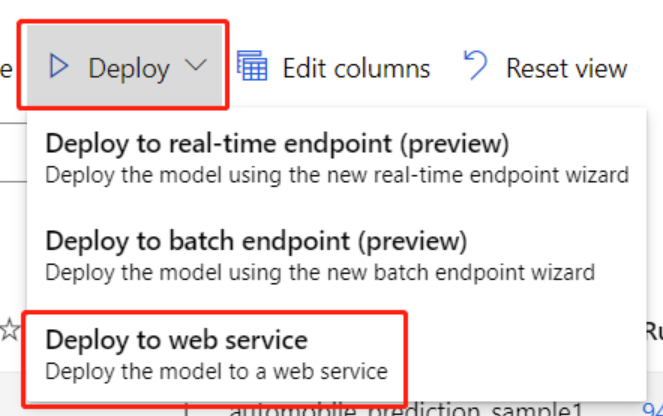 e Deploy Edit columns Reset view
Deploy to real-time endpoint (preview)
Deploy the model using the new real-time endpoint wizard
Deploy to batch endpoint (preview)
Deploy the model using the new batch endpoint wizard
Deploy to web service
Ru
Deploy the model to a web service
automobile_prediction_sample1 94